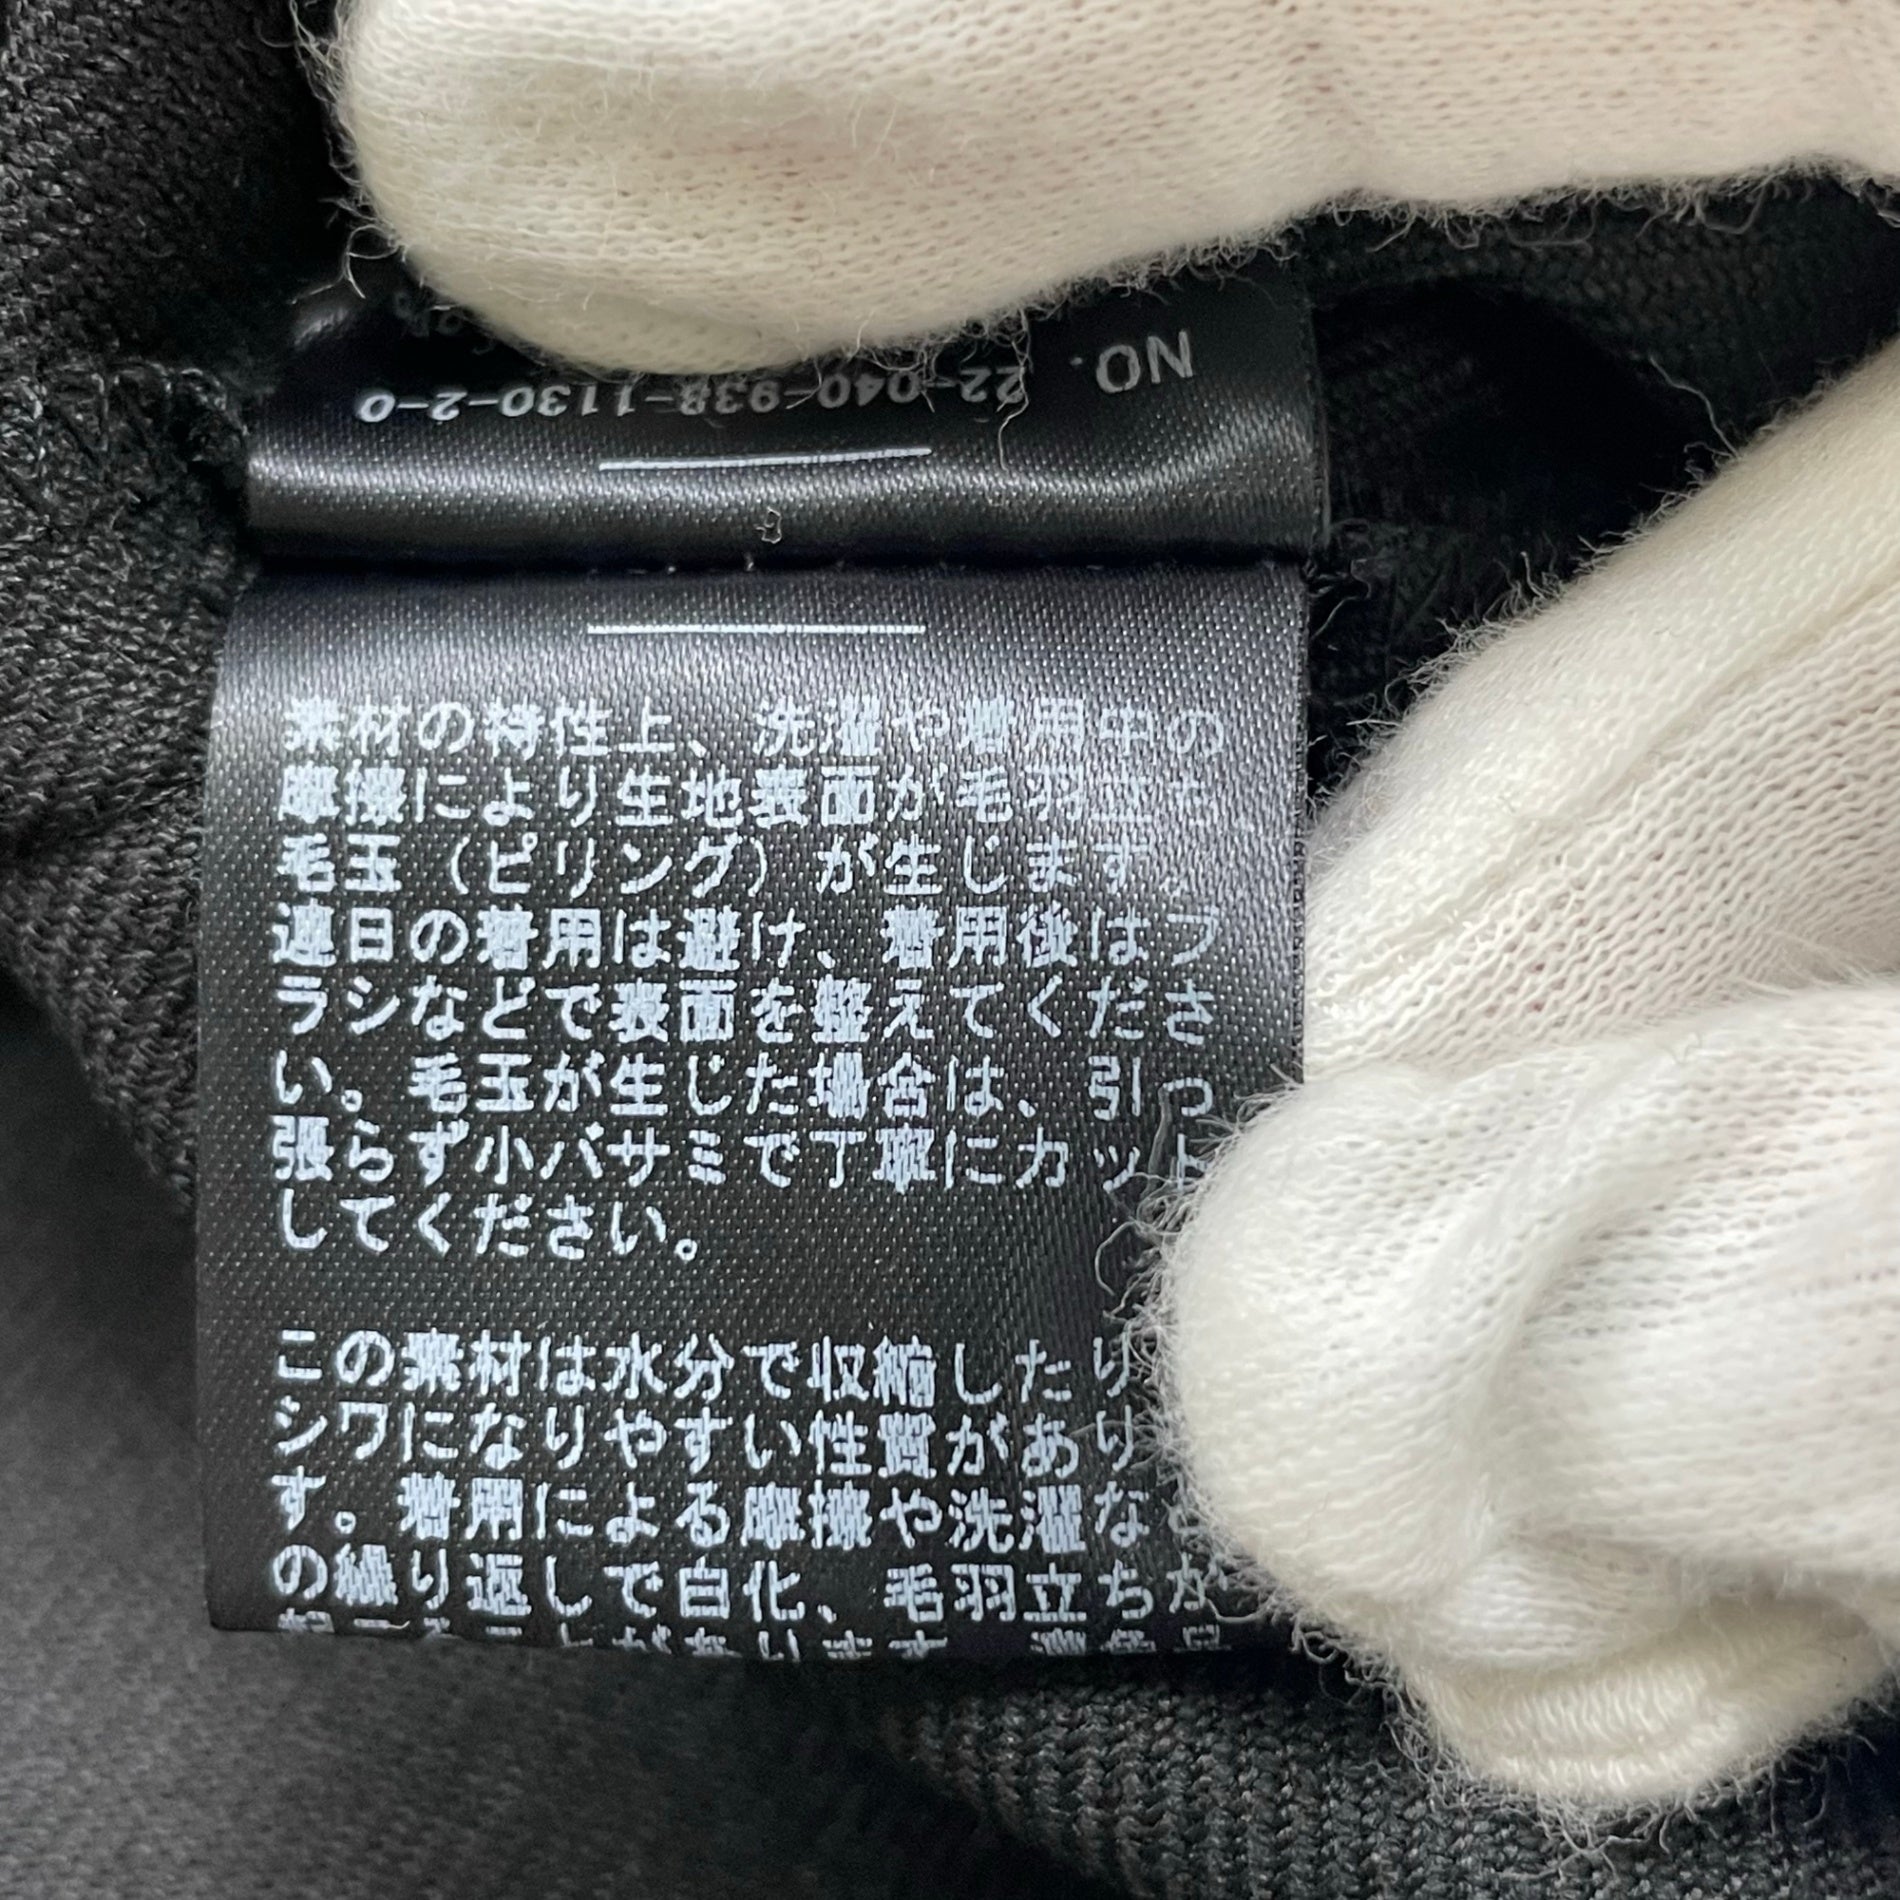 NO. 22-040-938-1130-2-0
素材の特性上、洗濯や着用中の
摩擦により生地表面が毛羽立ち、
毛玉（ピリング）が生じます。
連日の着用は避け、着用後はブ
ラシなどで表面を整えてくださ
い。毛玉が生じた場合は、引っ
張らず小バサミで丁寧にカット
してください。
この素材は水分で収縮したり
シワになりやすい性質があり
す。着用による摩擦や洗濯など
の繰り返しで白化、毛羽立ちが